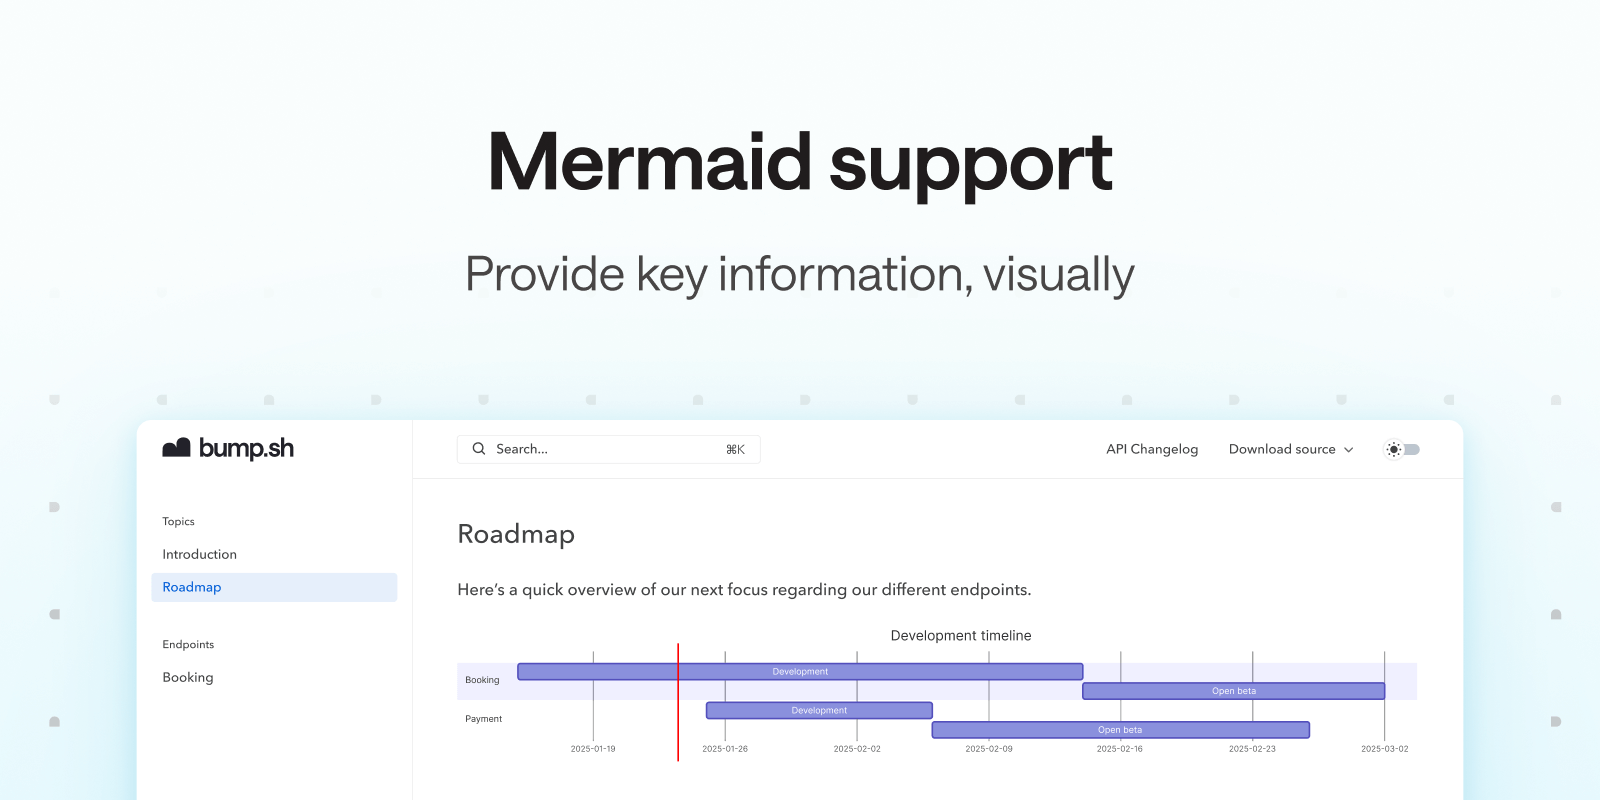 Mermaid support
Provide key information, visually
bump.sh
Search... ⌘K
API Changelog
Download source
Topics
Introduction
Roadmap
Endpoints
Booking
Roadmap
Here’s a quick overview of our next focus regarding our different endpoints.
Development timeline
Booking
Development
Open beta
Payment
Development
Open beta
2025-01-19 2025-01-26 2025-02-02 2025-02-09 2025-02-16 2025-02-23 2025-03-02